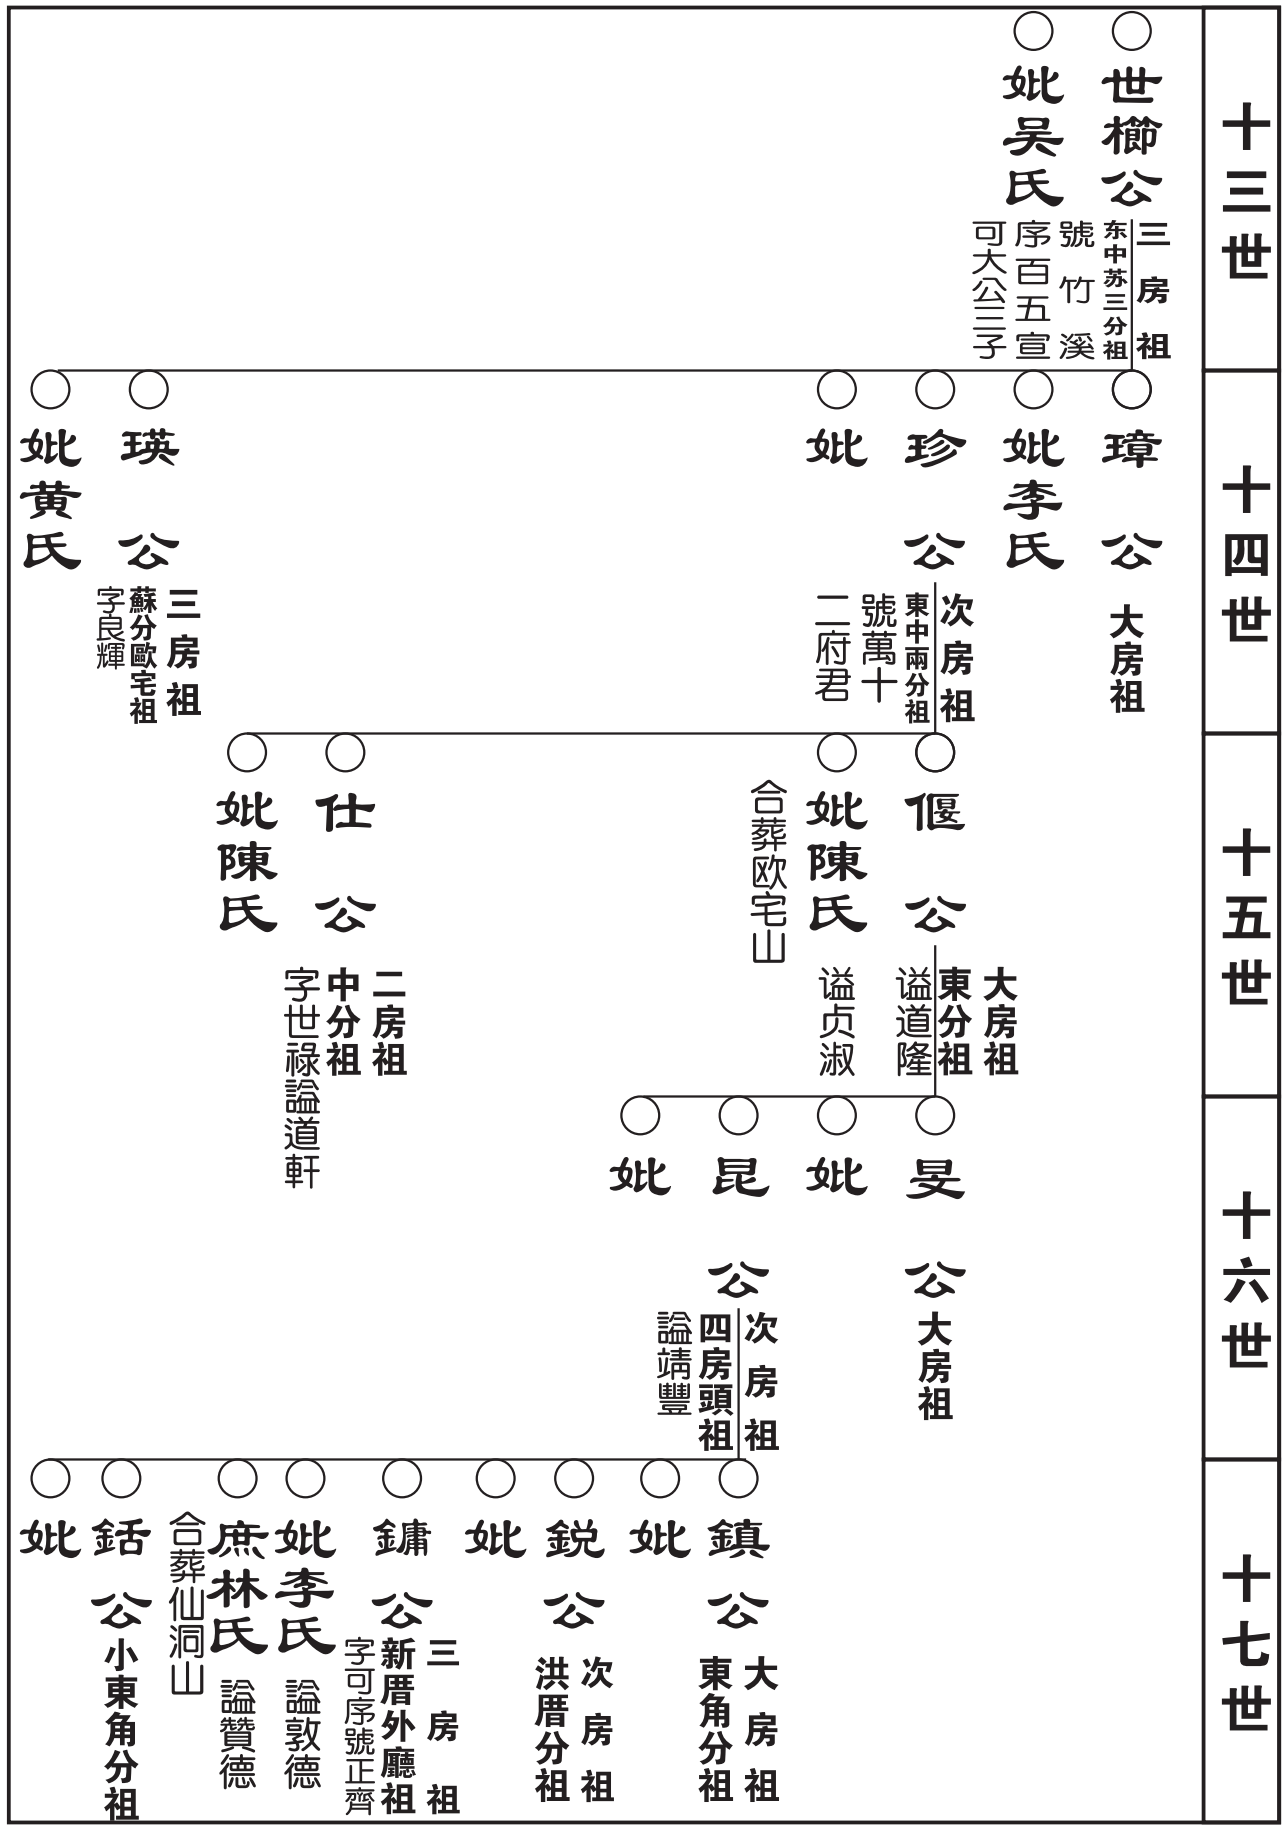 十三世
世櫛公
三房祖
东中苏三分祖
號竹溪
序百五宣
可大公三子
妣吴氏
十四世
璋公
大房祖
妣李氏
珍公
次房祖
東中兩分祖
號萬十
二府君
妣
瑛公
三房祖
蘇分歐宅祖
字良輝
妣黄氏
十五世
偃公
大房祖
東分祖
谥道隆
妣陳氏
谥贞淑
合葬欧宅山
仕公
二房祖
中分祖
字世祿謚道軒
妣陳氏
十六世
旻公
大房祖
妣
昆公
次房祖
四房頭祖
謚靖豐
妣
十七世
鎮公
大房祖
東角分祖
妣
鋭公
次房祖
洪厝分祖
妣
鏞公
三房祖
新厝外廳祖
字可序號正齊
妣李氏
謚敦德
庶林氏
謚贊德
合葬仙洞山
銛公
小東角分祖
妣